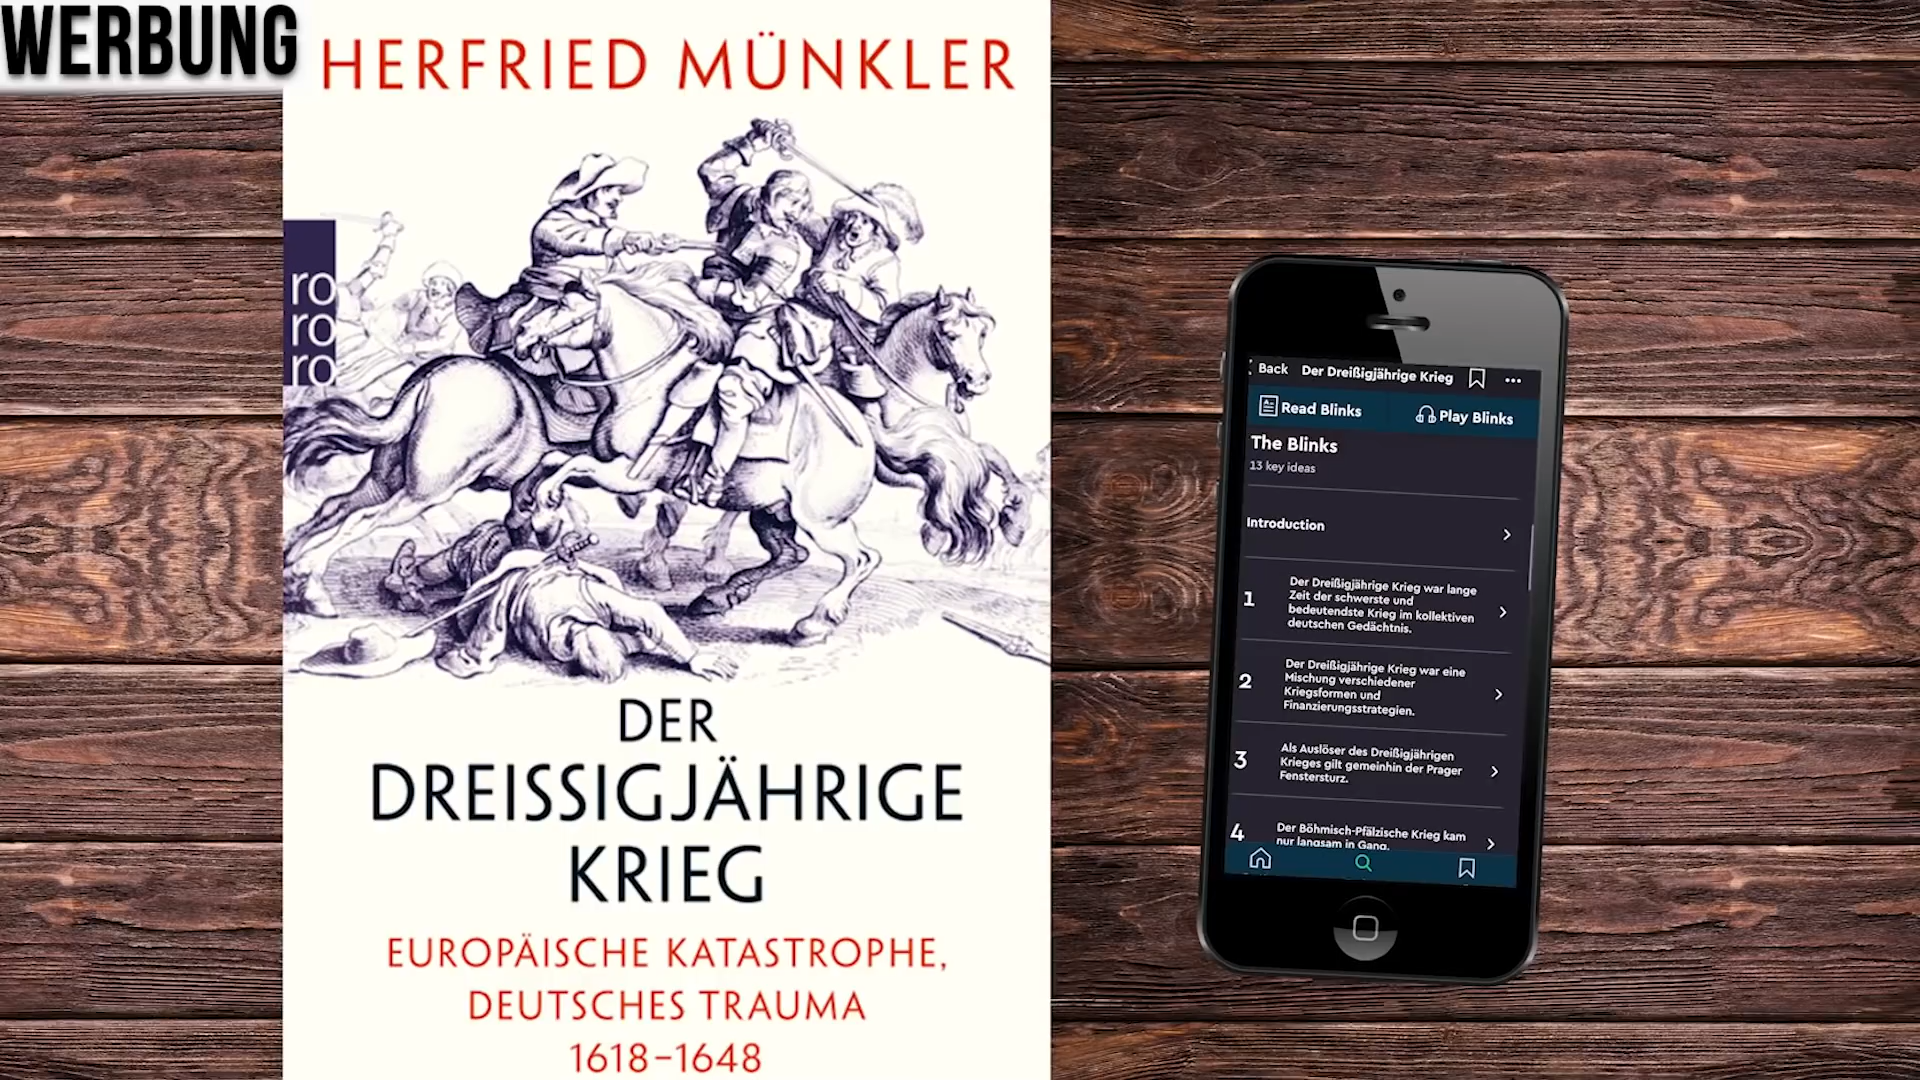 WERBUNG
HERFRIED MÜNKLER
ro
ro
ro
DER
DREISSIGJÄHRIGE
KRIEG
EUROPÄISCHE KATASTROPHE,
DEUTSCHES TRAUMA
1618–1648
Back Der Dreißigjährige Krieg
Read Blinks Play Blinks
The Blinks
13 key ideas
Introduction
1
Der Dreißigjährige Krieg war lange
Zeit der schwerste und
bedeutendste Krieg im kollektiven
deutschen Gedächtnis.
2
Der Dreißigjährige Krieg war eine
Mischung verschiedener
Kriegsformen und
Finanzierungsstrategien.
3
Als Auslöser des Dreißigjährigen
Krieges gilt gemeinhin der Prager
Fenstersturz.
4
Der Böhmisch-Pfälzische Krieg kam
nur langsam in Gang.